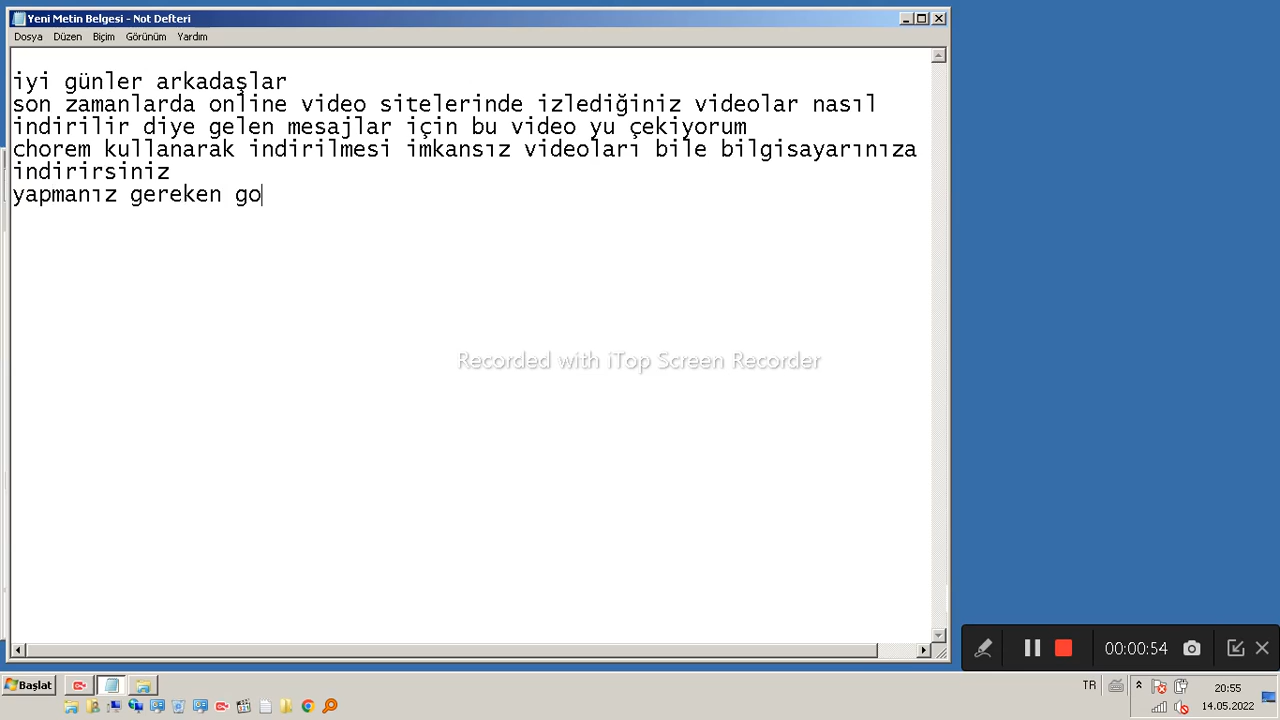 Yeni Metin Belgesi - Not Defteri
Dosya Düzen Biçim Görünüm Yardım
iyi günler arkadaşlar
son zamanlarda online video sitelerinde izlediğiniz videolar nasıl
indirilir diye gelen mesajlar için bu video yu çekiyorum
chorem kullanarak indirilmesi imkansız videoları bile bilgisayarınıza
indirirsiniz
yapmanız gereken go
Recorded with iTop Screen Recorder
00:00:54
Başlat
TR
20:55
14.05.2022